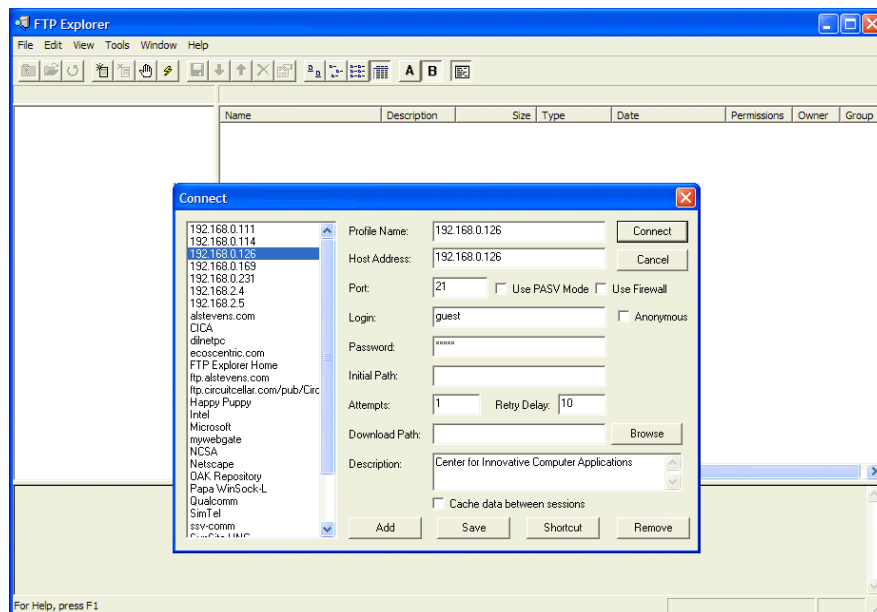 FTP Explorer
File Edit View Tools Window Help
A B
Name Description Size Type Date Permissions Owner Group
Connect
192.168.0.111
192.168.0.114
192.168.0.126
192.168.0.169
192.168.0.231
192.168.2.4
192.168.2.5
alstevens.com
CICA
dilnetpc
ecoscentric.com
FTP Explorer Home
ftp.alstevens.com
ftp.circuitcellar.com/pub/Circ
Happy Puppy
Intel
Microsoft
mywebgate
NCSA
Netscape
OAK Repository
Papa WinSock-L
Qualcomm
SimTel
ssv-comm
Profile Name: 192.168.0.126 Connect
Host Address: 192.168.0.126 Cancel
Port: 21 Use PASV Mode Use Firewall
Login: guest Anonymous
Password: xxxxx
Initial Path:
Attempts: 1 Retry Delay: 10
Download Path: Browse
Description: Center for Innovative Computer Applications
Cache data between sessions
Add Save Shortcut Remove
For Help, press F1